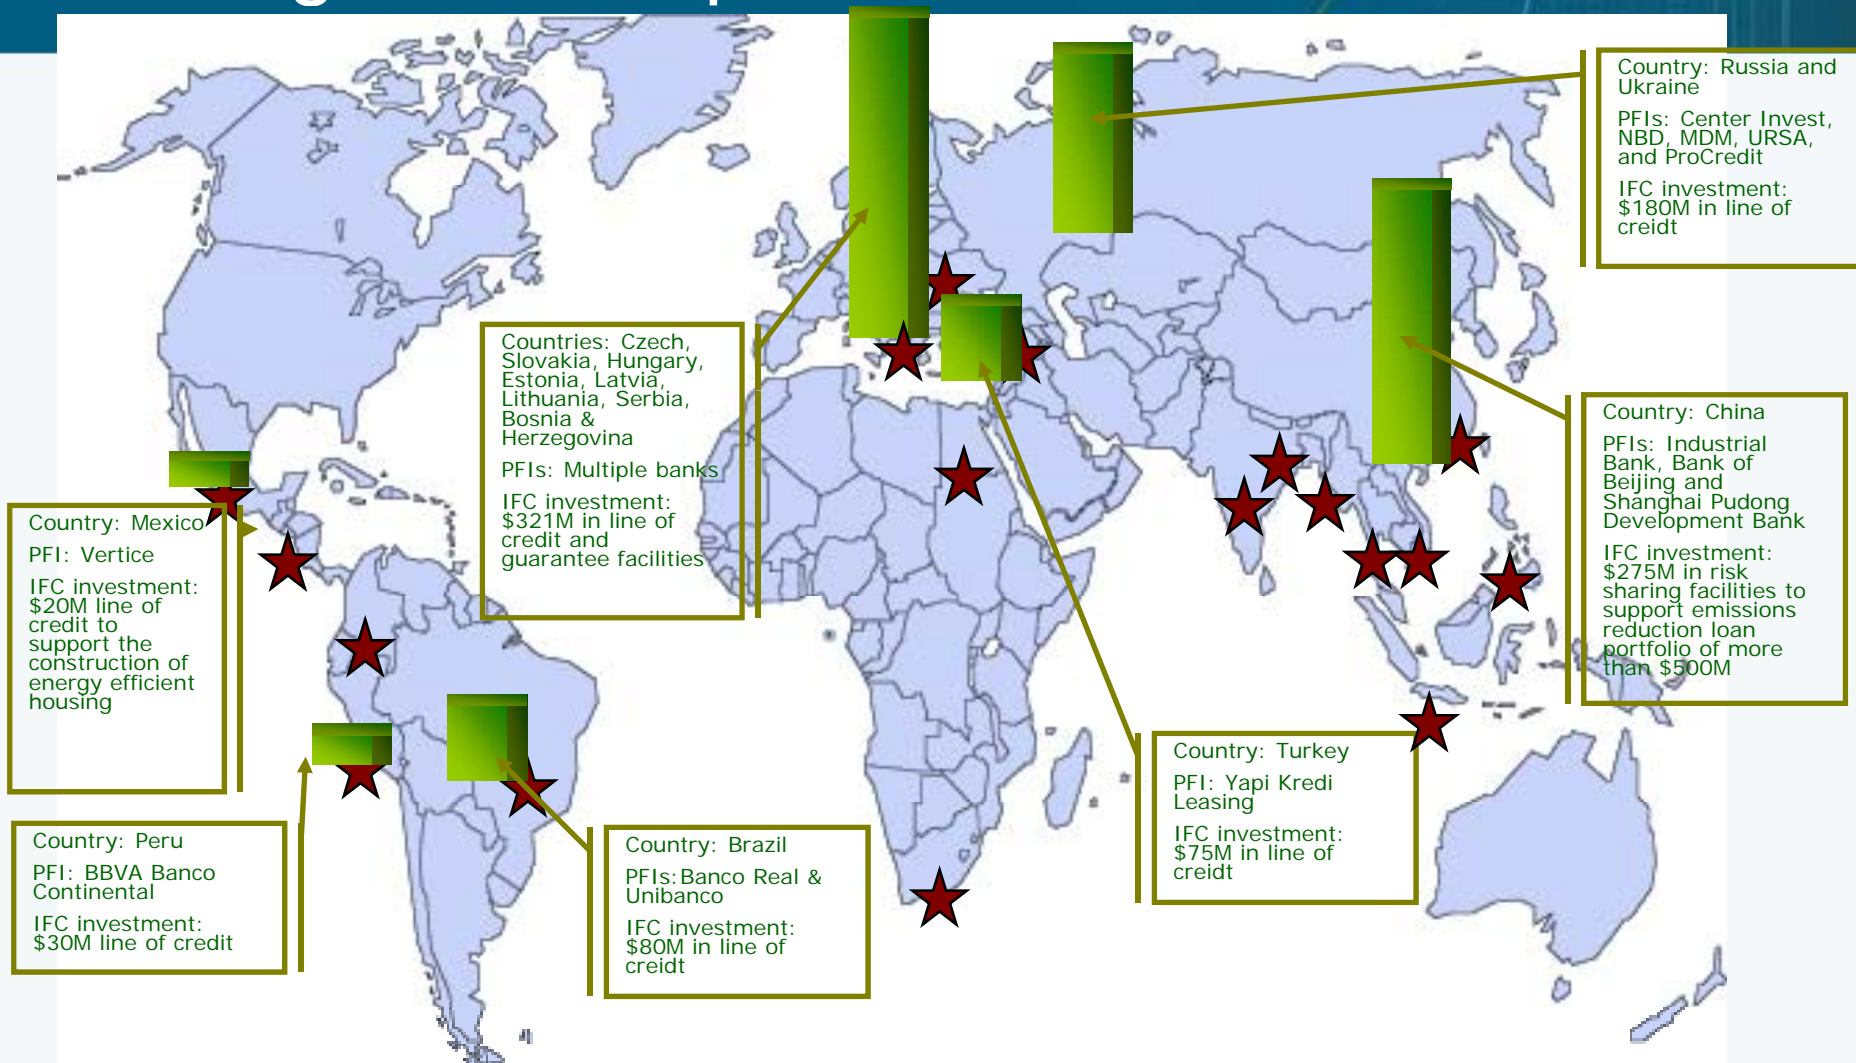 Country: Russia and
Ukraine
PFIs: Center Invest,
NBD, MDM, URSA,
and ProCredit
IFC investment:
$180M in line of
creidt
Countries: Czech,
Slovakia, Hungary,
Estonia, Latvia,
Lithuania, Serbia,
Bosnia &
Herzegovina
PFIs: Multiple banks
IFC investment:
$321M in line of
credit and
guarantee facilities
Country: China
PFIs: Industrial
Bank, Bank of
Beijing and
Shanghai Pudong
Development Bank
IFC investment:
$275M in risk
sharing facilities to
support emissions
reduction loan
portfolio of more
than $500M
Country: Mexico
PFI: Vertice
IFC investment:
$20M line of
credit to
support the
construction of
energy efficient
housing
Country: Turkey
PFI: Yapi Kredi
Leasing
IFC investment:
$75M in line of
creidt
Country: Peru
PFI: BBVA Banco
Continental
IFC investment:
$30M line of credit
Country: Brazil
PFIs:Banco Real &
Unibanco
IFC investment:
$80M in line of
creidt